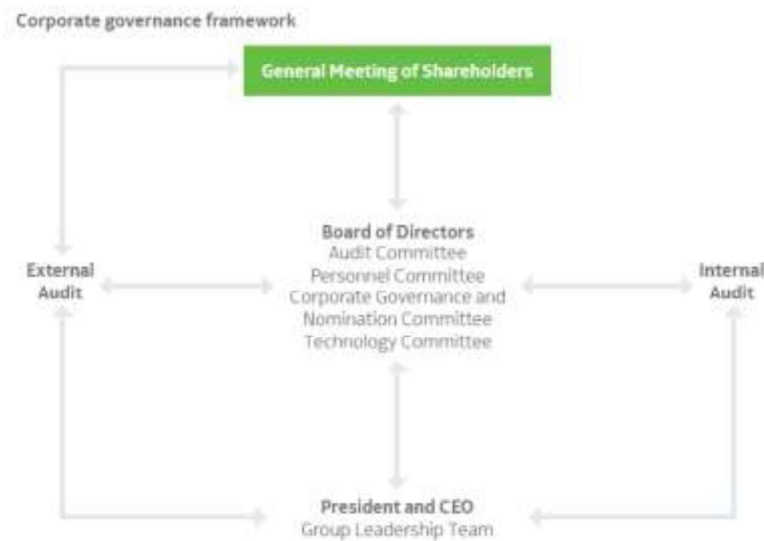 Corporate governance framework
General Meeting of Shareholders
Board of Directors
Audit Committee
Personnel Committee
Corporate Governance and
Nomination Committee
Technology Committee
External
Audit
Internal
Audit
President and CEO
Group Leadership Team